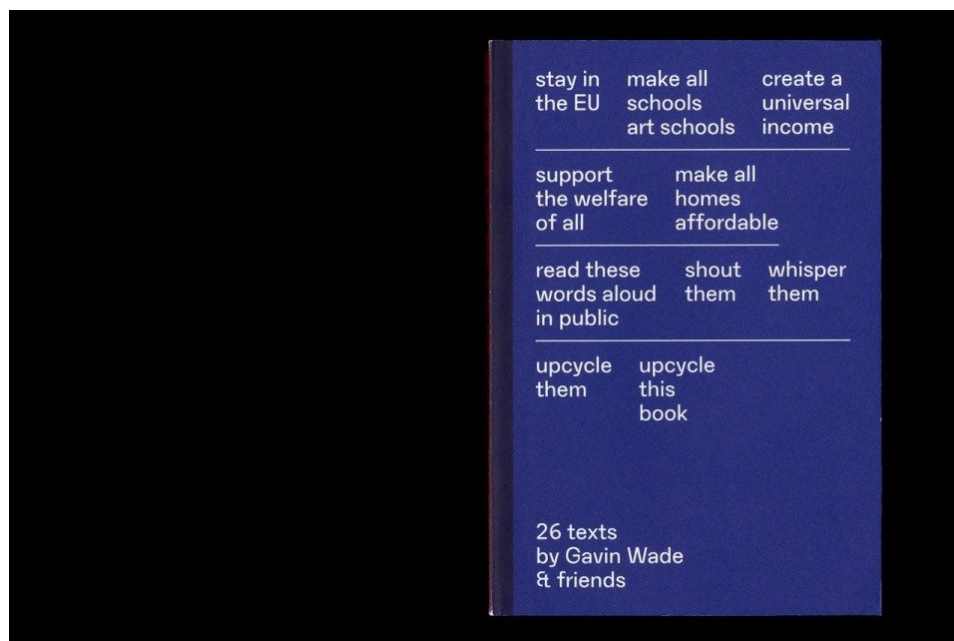 stay in
the EU
make all
schools
art schools
create a
universal
income
support
the welfare
of all
make all
homes
affordable
read these
words aloud
in public
shout
them
whisper
them
upcycle
them
upcycle
this
book
26 texts
by Gavin Wade
& friends